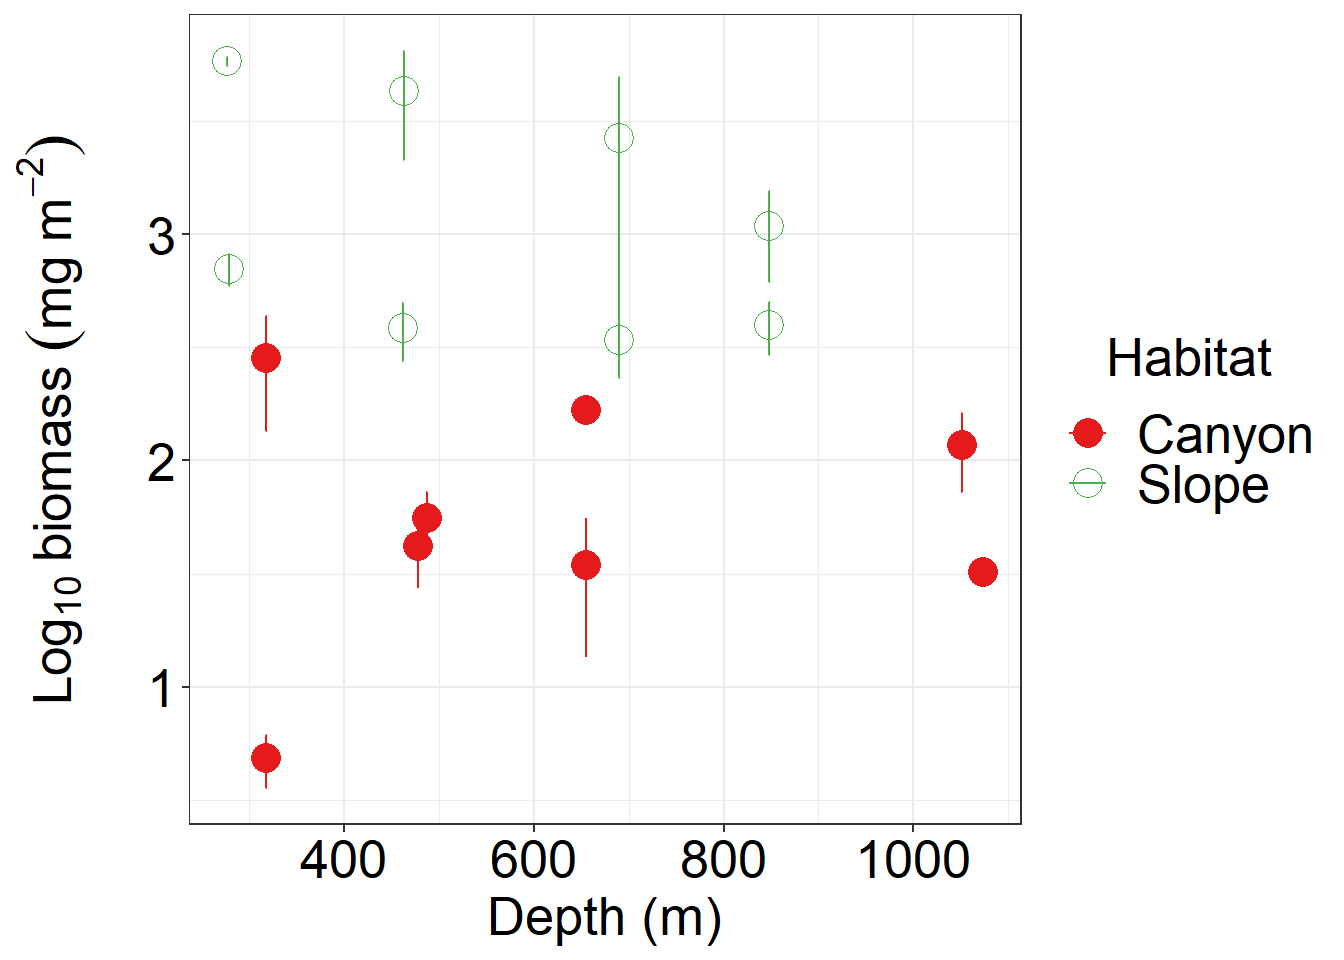 Log₁₀ biomass (mg m⁻²)
3
2
1
400 600 800 1000
Depth (m)
Habitat
Canyon
Slope